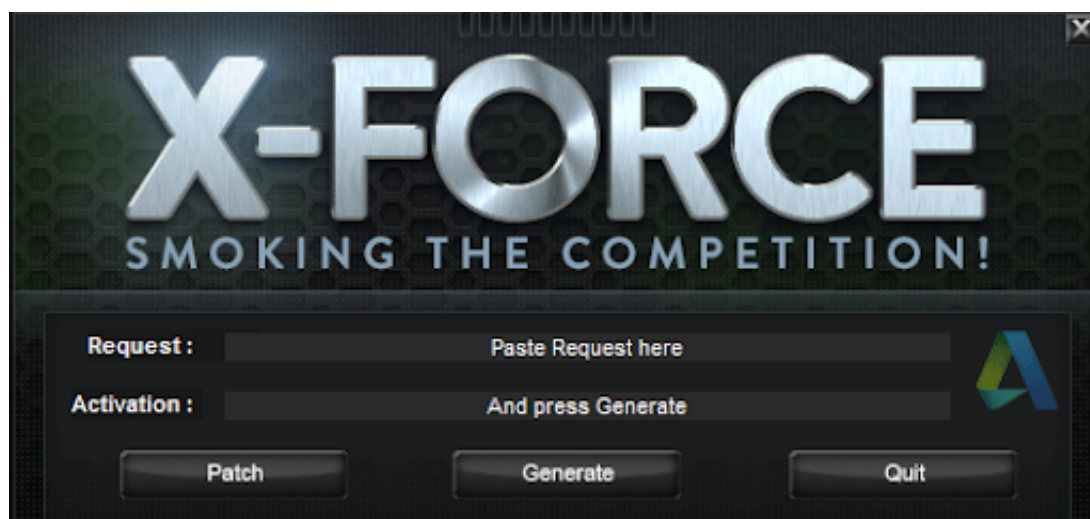 X-FORCE
SMOKING THE COMPETITION!
Request : Paste Request here
Activation : And press Generate
Patch Generate Quit